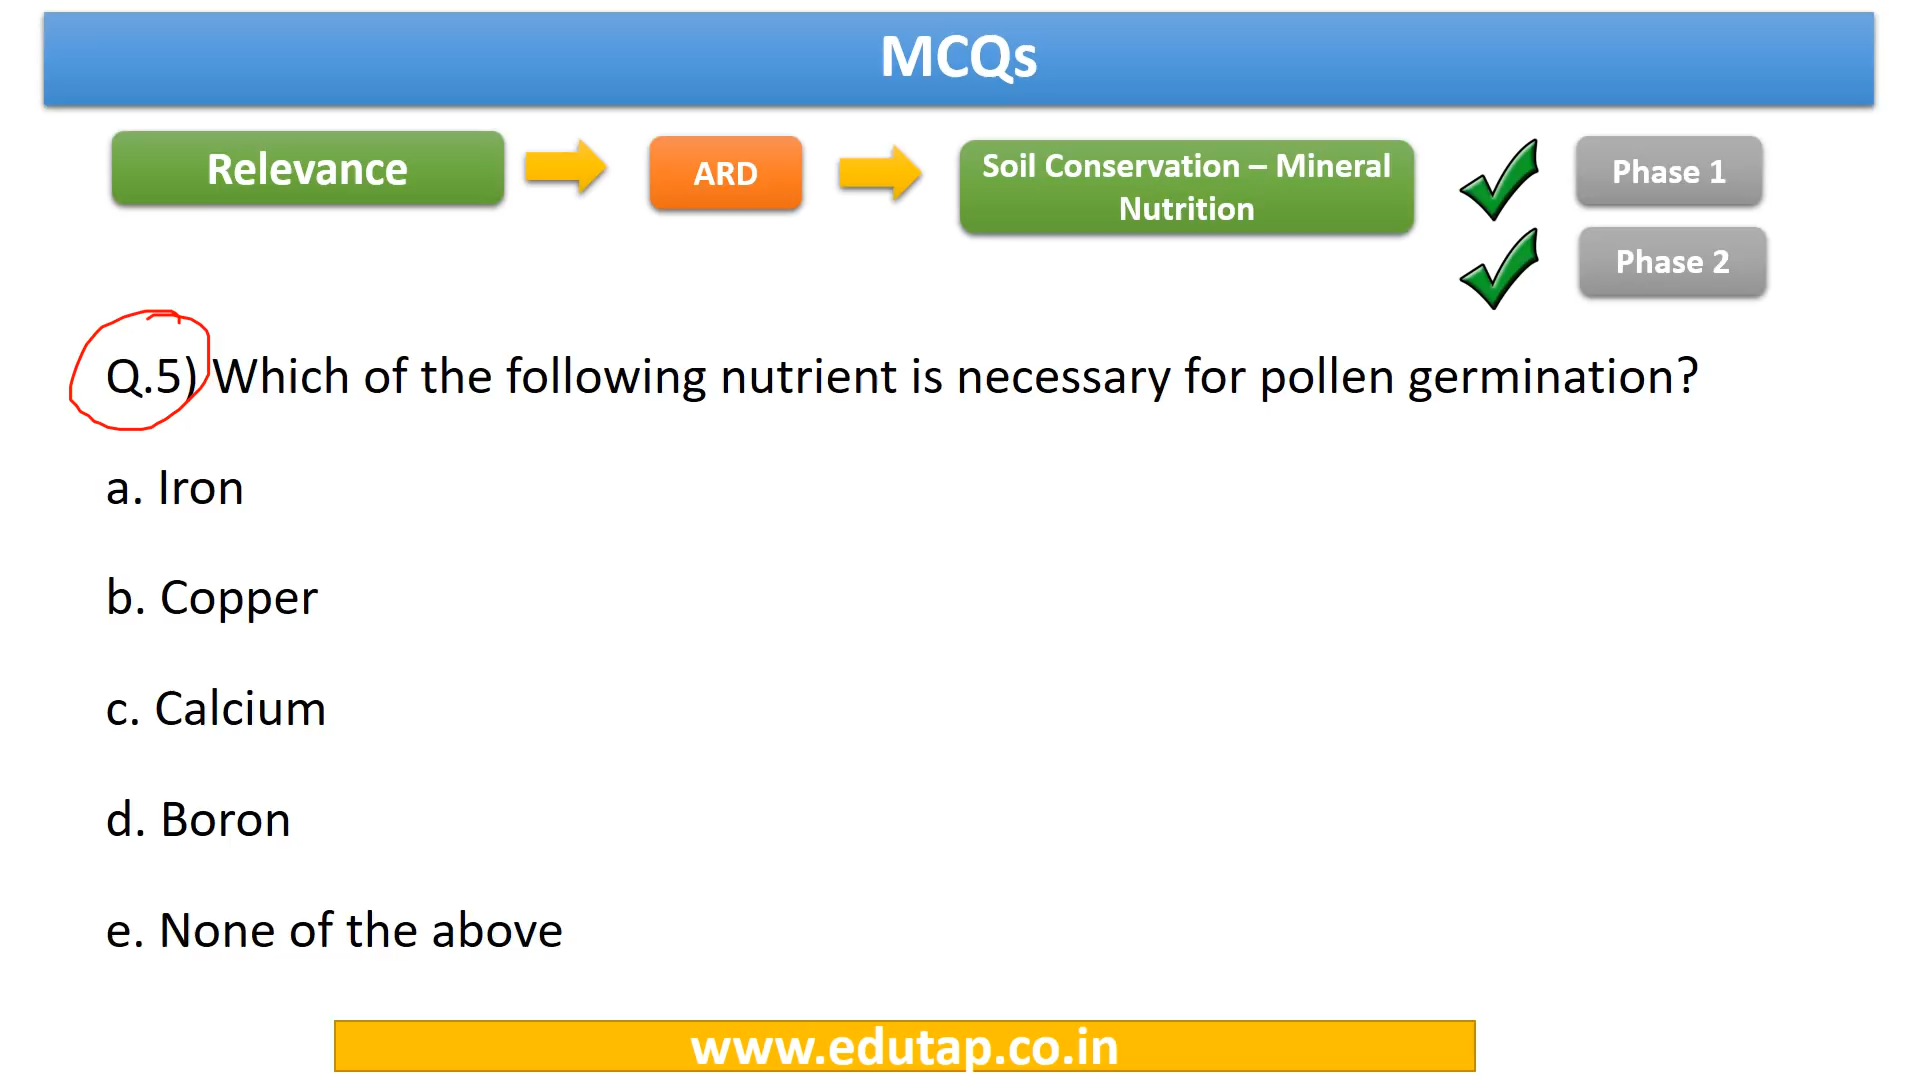 MCQs
Relevance
ARD
Soil Conservation – Mineral
Nutrition
Phase 1
Phase 2
Q.5) Which of the following nutrient is necessary for pollen germination?
a. Iron
b. Copper
c. Calcium
d. Boron
e. None of the above
www.edutap.co.in